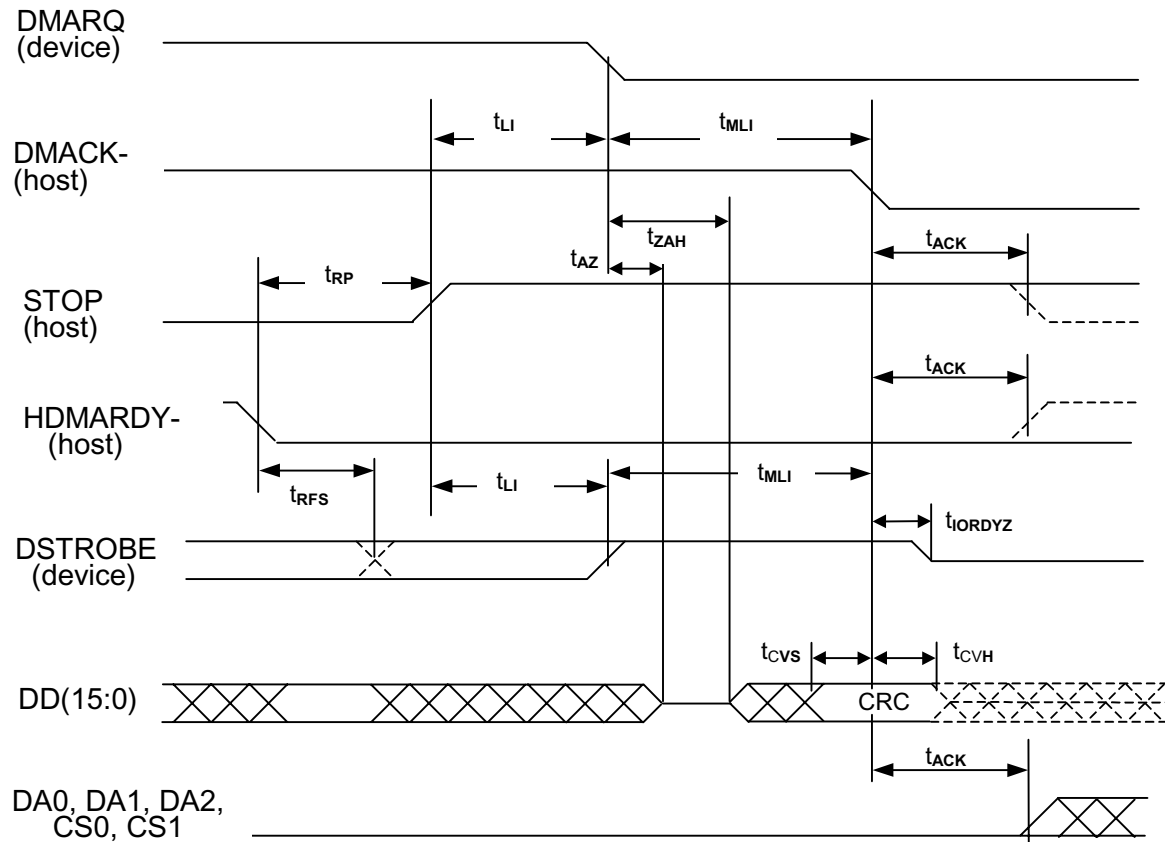 DMARQ
(device)
tLI
tMLI
DMACK-
(host)
tZAH
tACK
tAZ
tRP
STOP
(host)
tACK
HDMARDY-
(host)
tRFS
tLI
tMLI
tIORDYZ
DSTROBE
(device)
tCVS
tCVH
DD(15:0)
CRC
tACK
DA0, DA1, DA2,
CS0, CS1